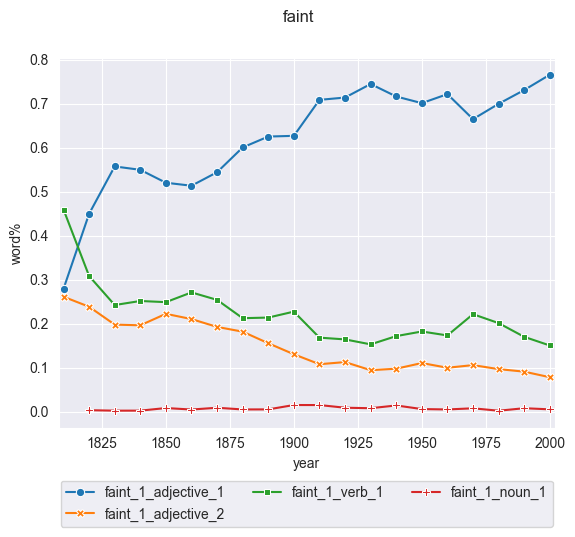 faint
0.8
0.7
0.6
0.5
0.4
0.3
0.2
0.1
0.0
word%
1825 1850 1875 1900 1925 1950 1975 2000
year
faint_1_adjective_1 faint_1_verb_1 faint_1_noun_1
faint_1_adjective_2